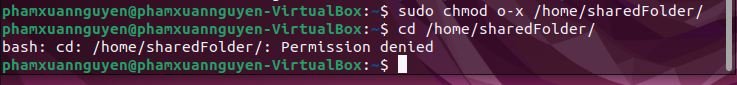 phamxuannguyen@phamxuannguyen-VirtualBox:~$ sudo chmod o-x /home/sharedFolder/
phamxuannguyen@phamxuannguyen-VirtualBox:~$ cd /home/sharedFolder/
bash: cd: /home/sharedFolder/: Permission denied
phamxuannguyen@phamxuannguyen-VirtualBox:~$